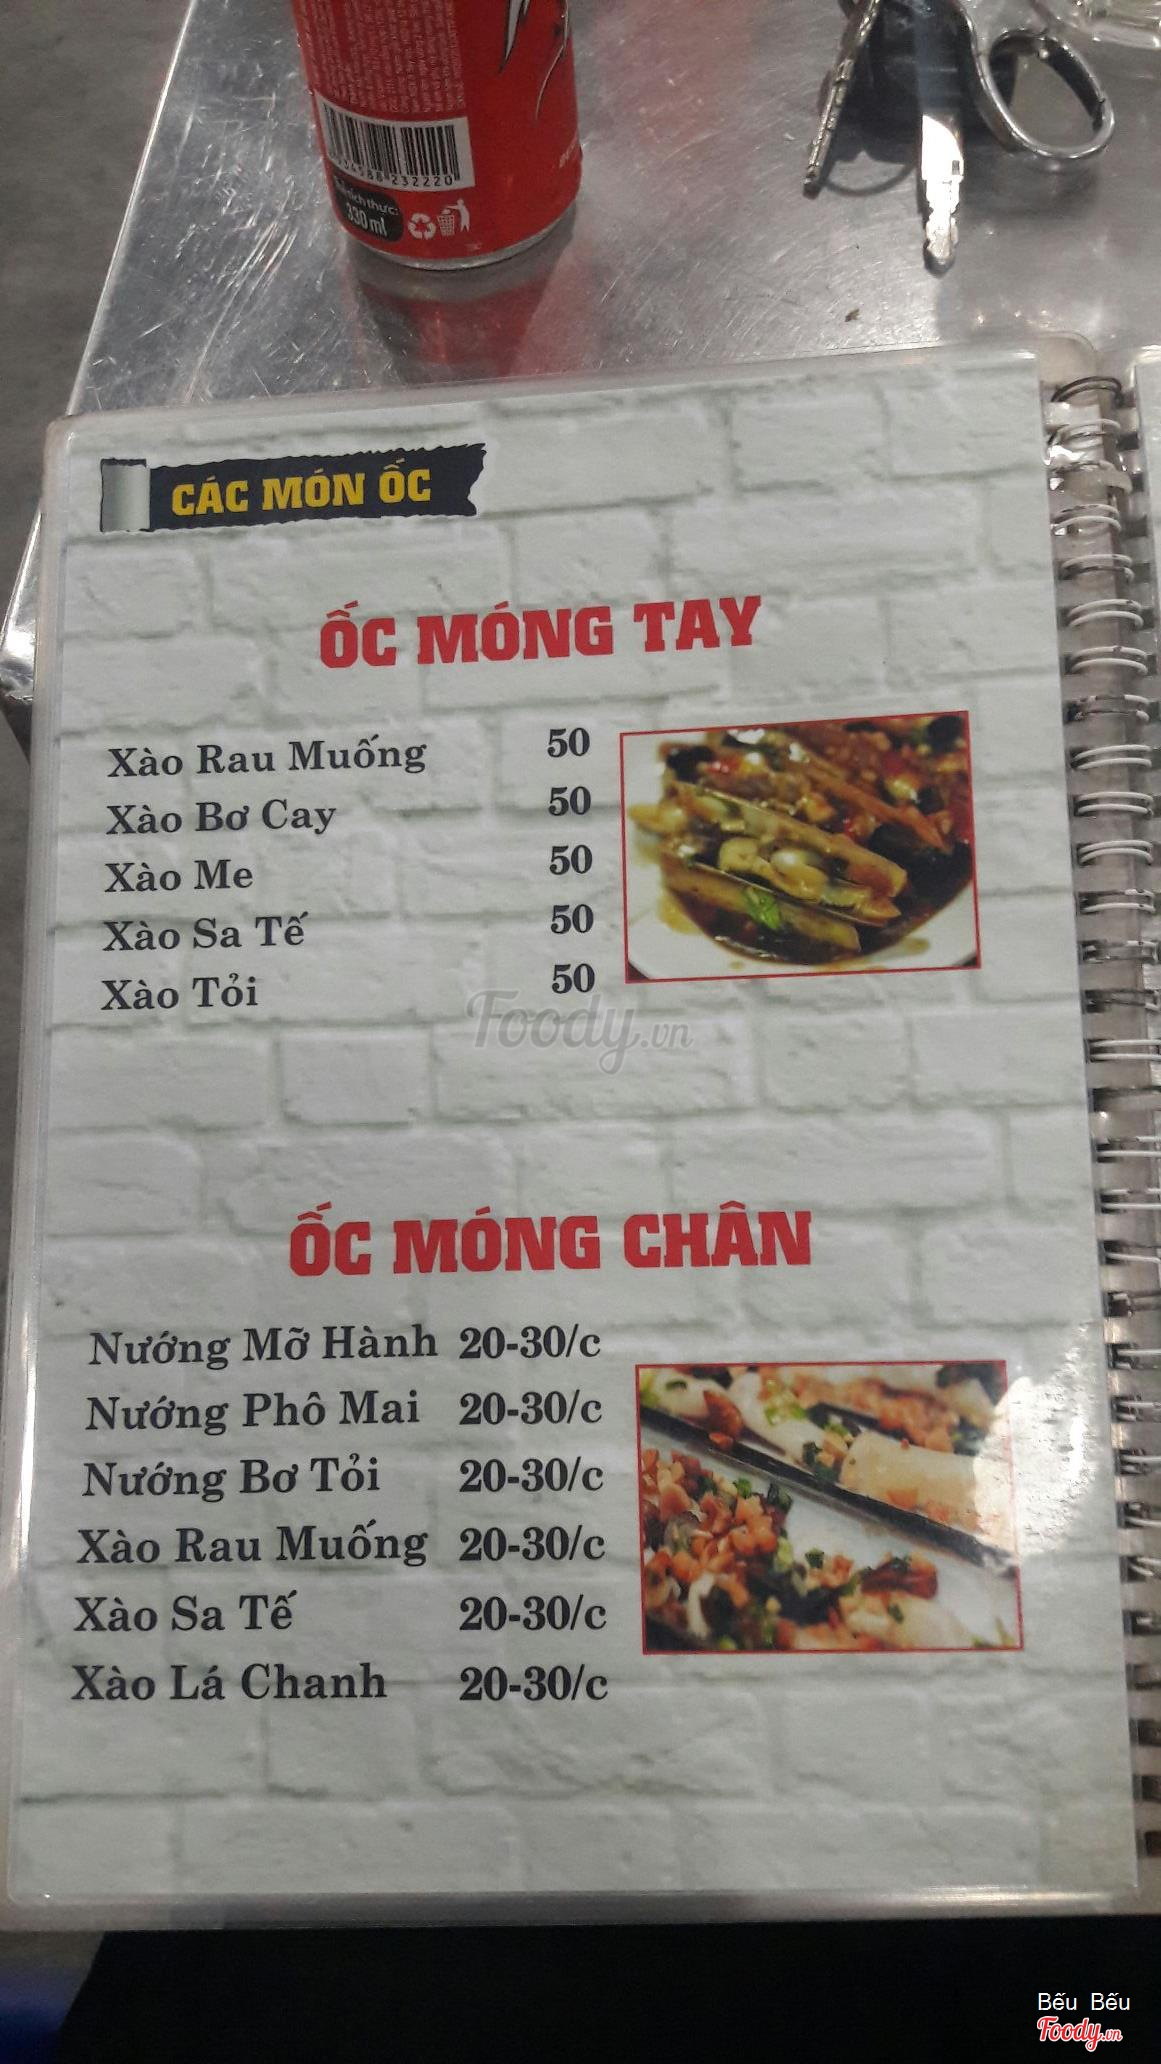 232220
330 ml
CÁC MÓN ỐC
ỐC MÓNG TAY
Xào Rau Muống 50
Xào Bơ Cay 50
Xào Me 50
Xào Sa Tế 50
Xào Tỏi 50
Foody.vn
ỐC MÓNG CHÂN
Nướng Mỡ Hành 20-30/c
Nướng Phô Mai 20-30/c
Nướng Bơ Tỏi 20-30/c
Xào Rau Muống 20-30/c
Xào Sa Tế 20-30/c
Xào Lá Chanh 20-30/c
Bếu Bếu
Foody.vn